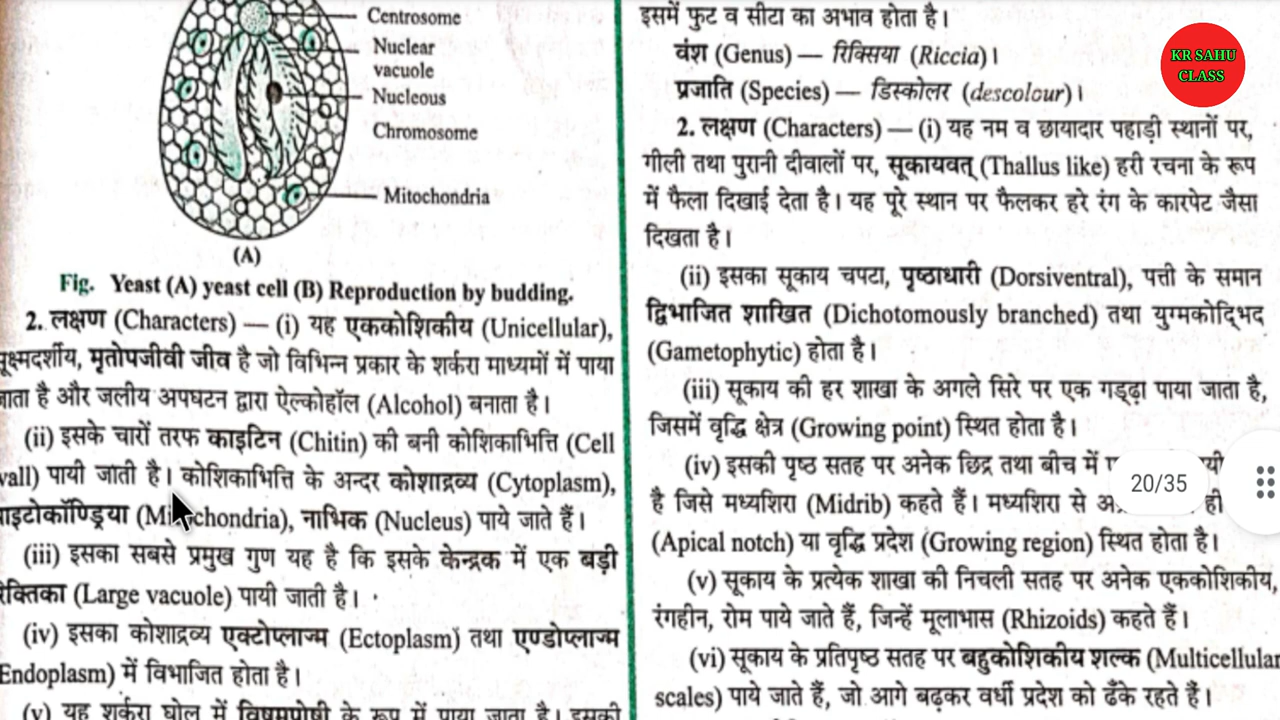 Centrosome
Nuclear
vacuole
Nucleous
Chromosome
Mitochondria
(A)
Fig. Yeast (A) yeast cell (B) Reproduction by budding.
2. लक्षण (Characters) — (i) यह एककोशिकीय (Unicellular),
मृतोपजीवी जीव है जो विभिन्न प्रकार के शर्करा माध्यमों में पाया
है और जलीय अपघटन द्वारा ऐल्कोहॉल (Alcohol) बनाता है।
(ii) इसके चारों तरफ काइटिन (Chitin) की बनी कोशिकाभित्ति (Cell
wall) पायी जाती है। कोशिकाभित्ति के अन्दर कोशाद्रव्य (Cytoplasm),
नाभिक (Nucleus) पाये जाते हैं।
(iii) इसका सबसे प्रमुख गुण यह है कि इसके केन्द्रक में एक बड़ी
(Large vacuole) पायी जाती है।
(iv) इसका कोशाद्रव्य एक्टोप्लाज्म (Ectoplasm) तथा एण्डोप्लाज्म
Endoplasm) में विभाजित होता है।
(v) यह शर्करा घोल में विषमपोषी के रूप में पाया जाता है। इसकी
इसमें फुट व सीटा का अभाव होता है।
वंश (Genus) — रिक्सिया (Riccia)।
प्रजाति (Species) — डिस्कोलर (descolour)।
2. लक्षण (Characters) — (i) यह नम व छायादार पहाड़ी स्थानों पर,
गीली तथा पुरानी दीवालों पर, सूकायवत् (Thallus like) हरी रचना के रूप
में फैला दिखाई देता है। यह पूरे स्थान पर फैलकर हरे रंग के कारपेट जैसा
दिखता है।
(ii) इसका सूकाय चपटा, पृष्ठाधारी (Dorsiventral), पत्ती के समान
द्विभाजित शाखित (Dichotomously branched) तथा युग्मकोद्भिद
(Gametophytic) होता है।
(iii) सूकाय की हर शाखा के अगले सिरे पर एक गड्ढ़ा पाया जाता है,
जिसमें वृद्धि क्षेत्र (Growing point) स्थित होता है।
(iv) इसकी पृष्ठ सतह पर अनेक छिद्र तथा बीच में
है जिसे मध्यशिरा (Midrib) कहते हैं। मध्यशिरा से
(Apical notch) या वृद्धि प्रदेश (Growing region) स्थित होता है।
(v) सूकाय के प्रत्येक शाखा की निचली सतह पर अनेक एककोशिकीय,
रंगहीन, रोम पाये जाते हैं, जिन्हें मूलाभास (Rhizoids) कहते हैं।
(vi) सूकाय के प्रतिपृष्ठ सतह पर बहुकोशिकीय शल्क (Multicellular
scales) पाये जाते हैं, जो आगे बढ़कर वर्धी प्रदेश को ढँके रहते हैं।
KR SAHU
CLASS
20/35